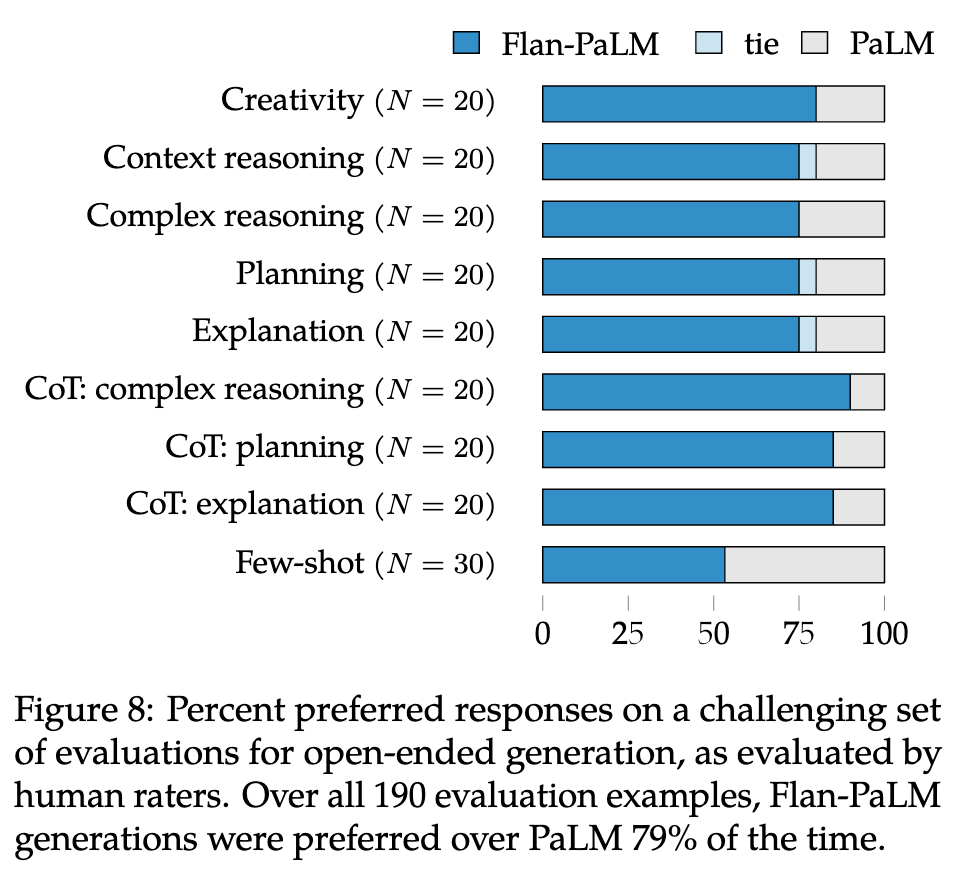 Flan-PaLM tie PaLM
Creativity (N = 20)
Context reasoning (N = 20)
Complex reasoning (N = 20)
Planning (N = 20)
Explanation (N = 20)
CoT: complex reasoning (N = 20)
CoT: planning (N = 20)
CoT: explanation (N = 20)
Few-shot (N = 30)
0 25 50 75 100
Figure 8: Percent preferred responses on a challenging set
of evaluations for open-ended generation, as evaluated by
human raters. Over all 190 evaluation examples, Flan-PaLM
generations were preferred over PaLM 79% of the time.